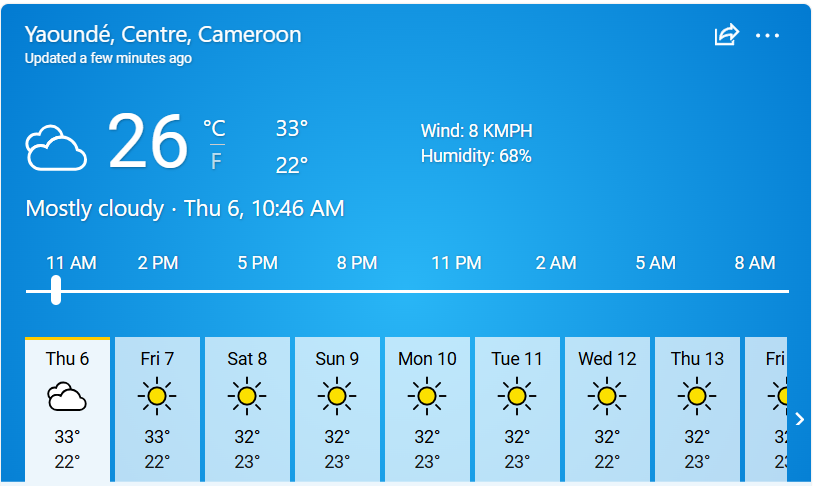 Yaoundé, Centre, Cameroon
Updated a few minutes ago
26 °C F 33° 22°
Wind: 8 KMPH
Humidity: 68%
Mostly cloudy · Thu 6, 10:46 AM
11 AM 2 PM 5 PM 8 PM 11 PM 2 AM 5 AM 8 AM
Thu 6 Fri 7 Sat 8 Sun 9 Mon 10 Tue 11 Wed 12 Thu 13 Fri
33° 33° 32° 32° 32° 32° 32° 32°
22° 22° 23° 23° 23° 23° 22° 23°